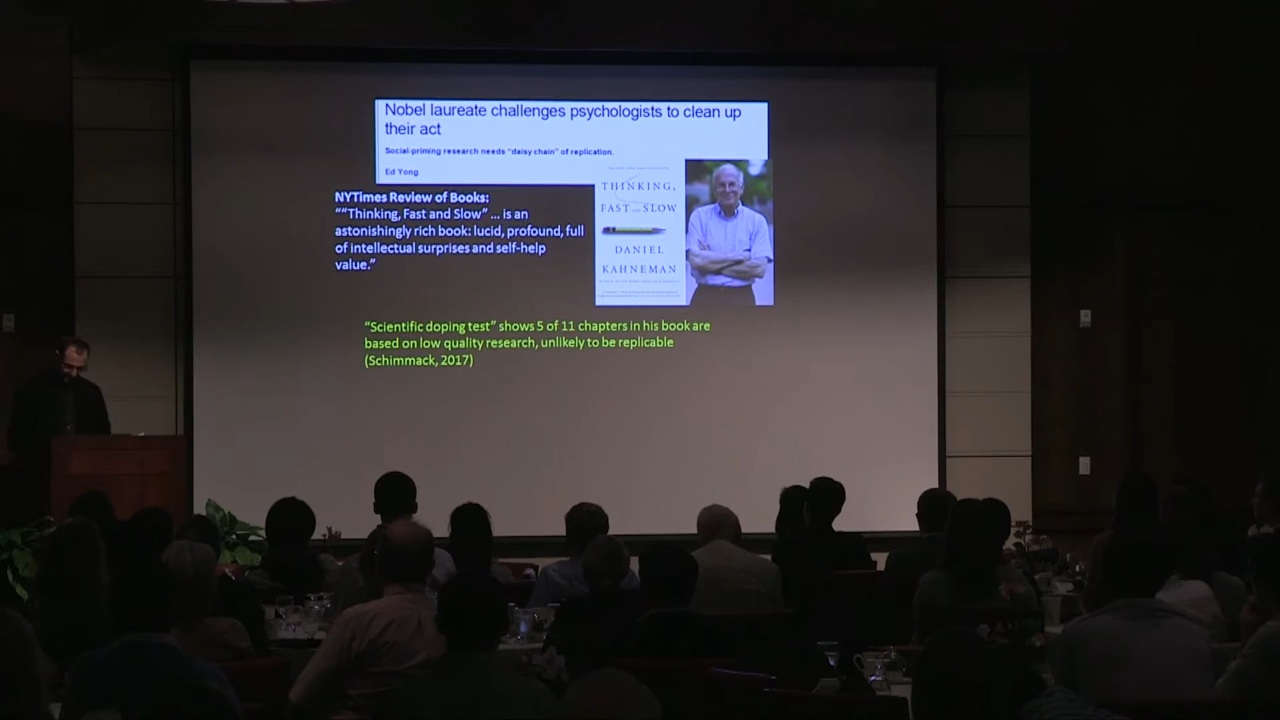 Nobel laureate challenges psychologists to clean up
their act
Social-priming research needs "daisy chain" of replication.
Ed Yong
NYTimes Review of Books:
““Thinking, Fast and Slow” ... is an
astonishingly rich book: lucid, profound, full
of intellectual surprises and self-help
value.”
THINKING,
FAST AND SLOW
DANIEL
KAHNEMAN
“Scientific doping test” shows 5 of 11 chapters in his book are
based on low quality research, unlikely to be replicable
(Schimmack, 2017)